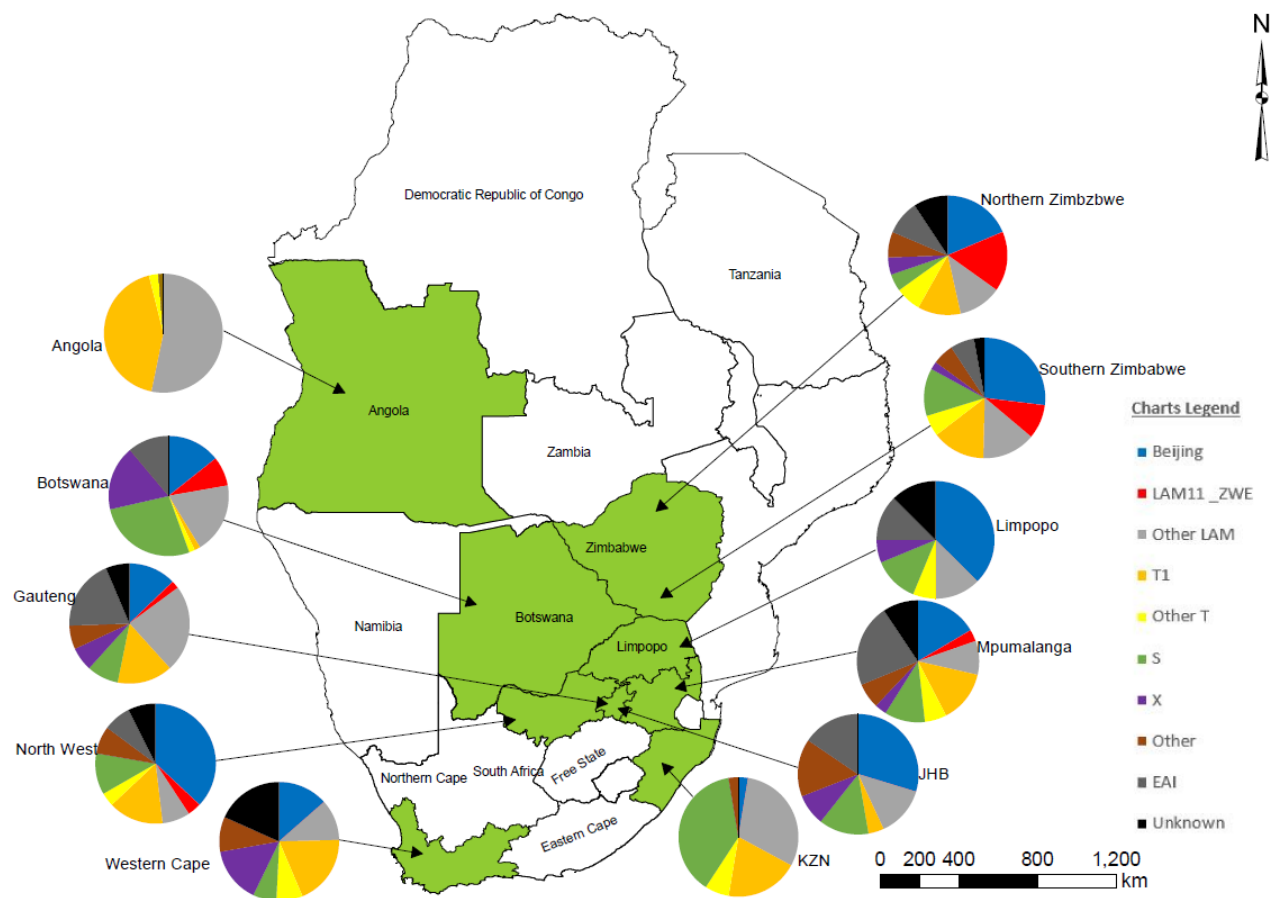 N
Democratic Republic of Congo
Northern Zimbzbwe
Tanzania
Angola
Southern Zimbabwe
Angola
Charts Legend
Zambia
Beijing
Botswana
LAM11 _ZWE
Limpopo
Other LAM
Zimbabwe
Gauteng
T1
Botswana
Namibia
Other T
Limpopo
Mpumalanga
S
X
North West
Other
Northern Cape
South Africa
Free State
JHB
EAI
Eastern Cape
Unknown
Western Cape
KZN
0 200 400 800 1,200
km